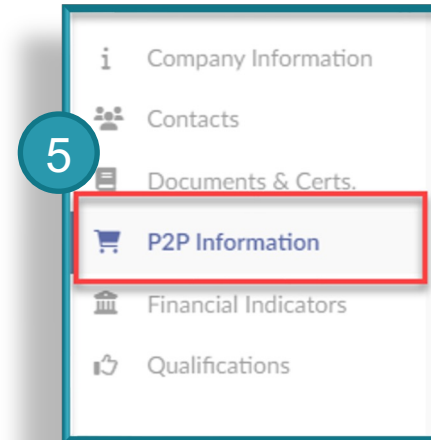 Company Information
Contacts
5
Documents & Certs.
P2P Information
Financial Indicators
Qualifications